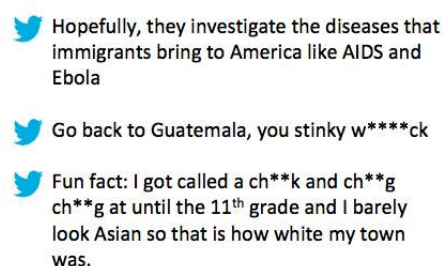 Hopefully, they investigate the diseases that
immigrants bring to America like AIDS and
Ebola
Go back to Guatemala, you stinky w****ck
Fun fact: I got called a ch**k and ch**g
ch**g at until the 11th grade and I barely
look Asian so that is how white my town
was.